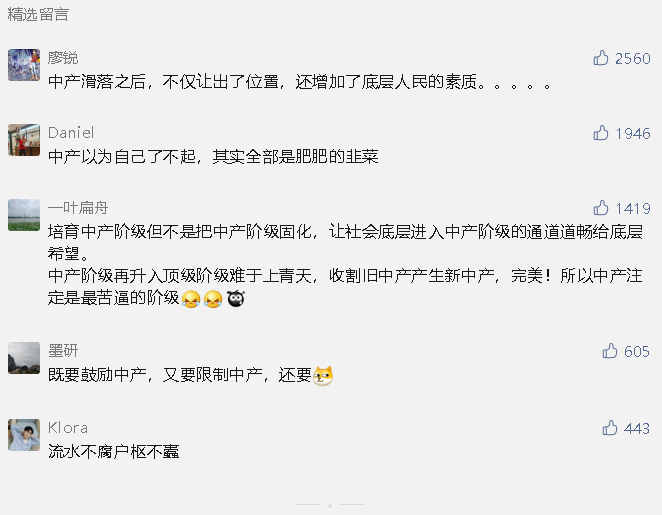 精选留言
廖锐
2560
中产滑落之后，不仅让出了位置，还增加了底层人民的素质。。。。。
Daniel
1946
中产以为自己了不起，其实全部是肥肥的韭菜
一叶扁舟
1419
培育中产阶级但不是把中产阶级固化，让社会底层进入中产阶级的通道道畅给底层
希望。
中产阶级再升入顶级阶级难于上青天，收割旧中产产生新中产，完美！所以中产注
定是最苦逼的阶级
墨研
605
既要鼓励中产，又要限制中产，还要
Klora
443
流水不腐户枢不蠹